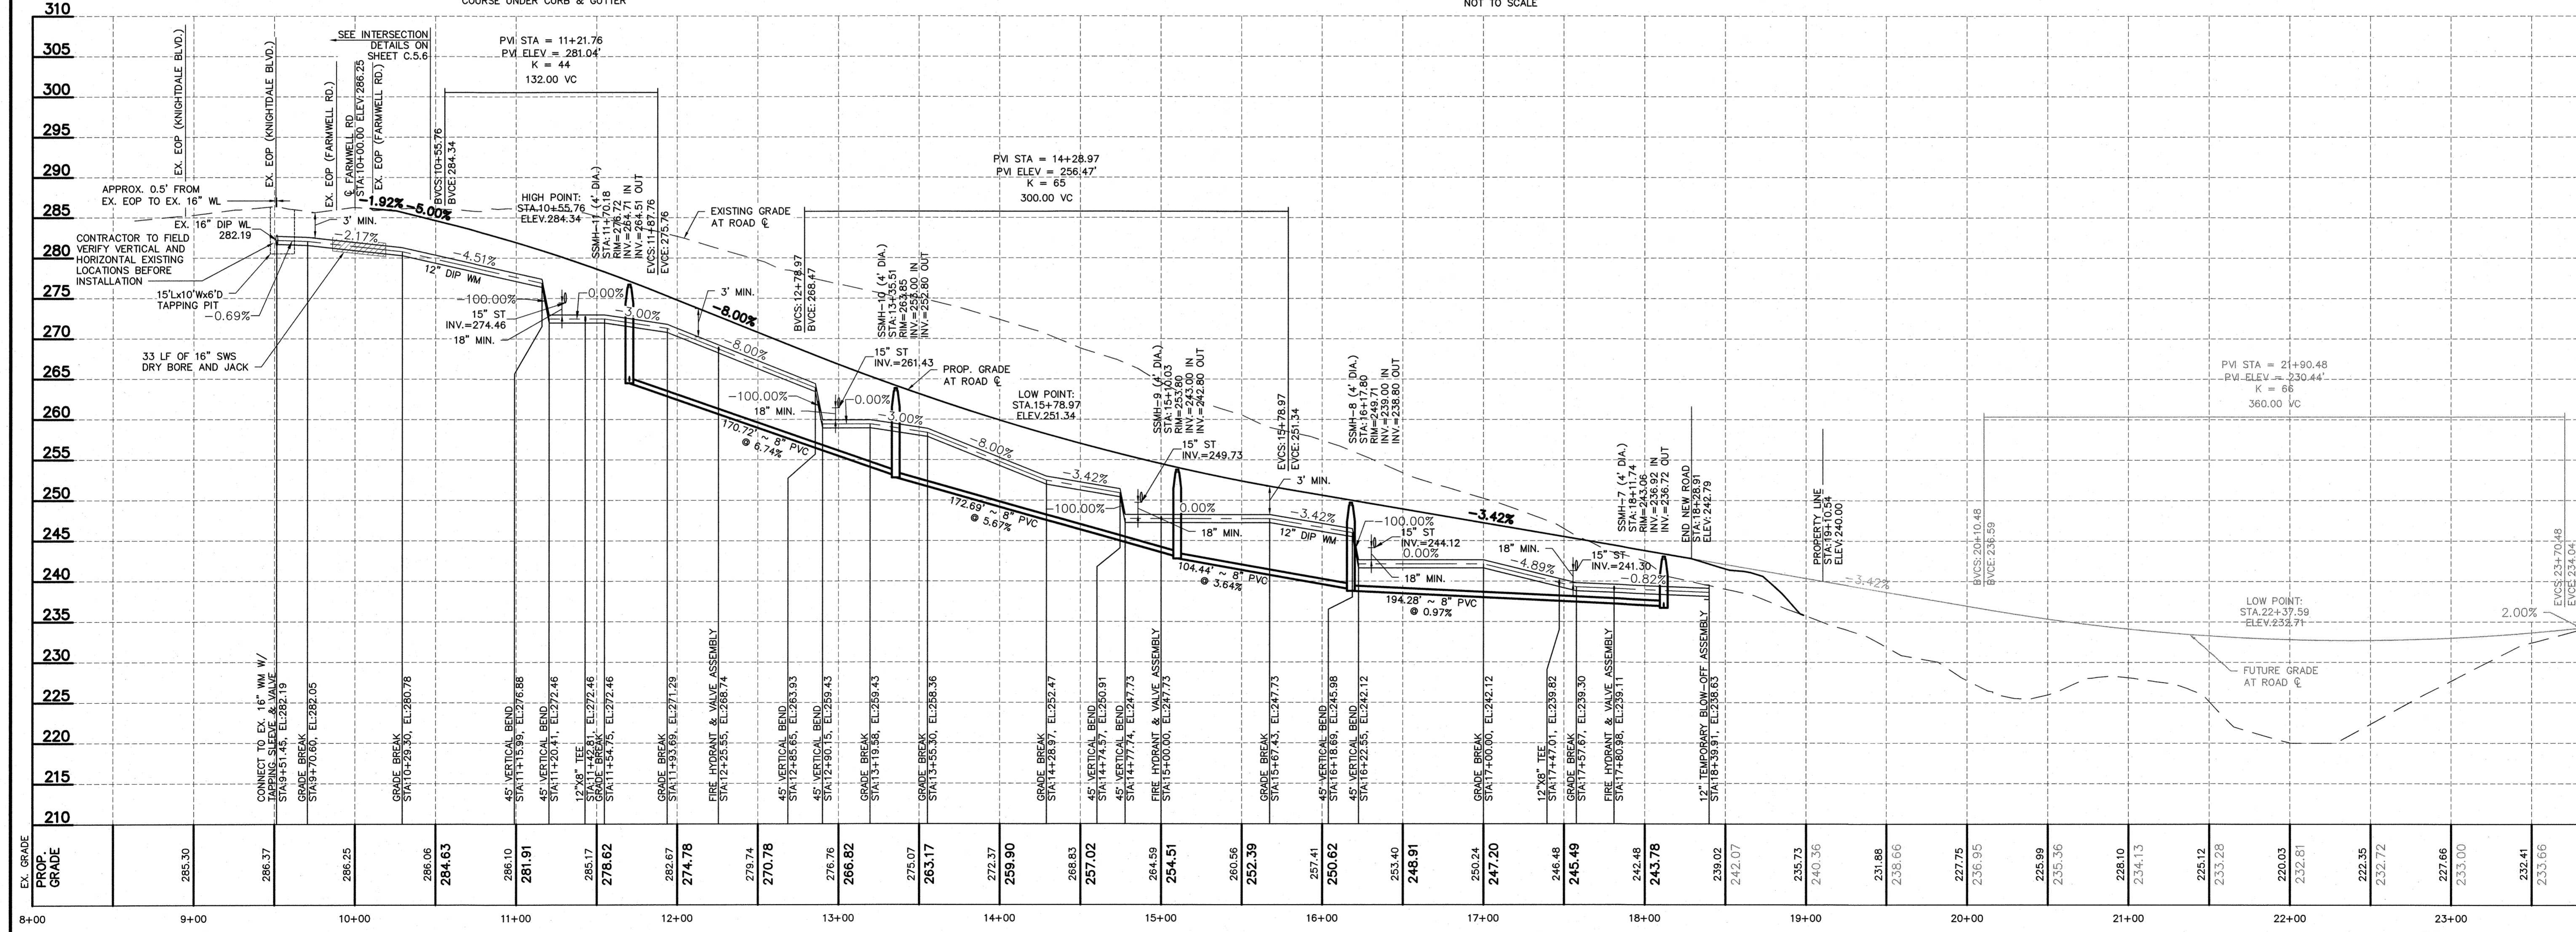 COURSE UNDER CURB & GUTTER
NOT TO SCALE
310
305
300
295
290
285
280
275
270
265
260
255
250
245
240
235
230
225
220
215
210
EX. EOP (KNIGHTDALE BLVD.)
EX. EOP (KNIGHTDALE BLVD.)
EX. EOP (FARMWELL RD.)
℄ FARMWELL RD
STA:10+00.00 ELEV: 286.25
EX. EOP (FARMWELL RD.)
SEE INTERSECTION
DETAILS ON
SHEET C.5.6
BVCS:10+55.76
BVCE:284.34
PVI STA = 11+21.76
PVI ELEV = 281.04'
K = 44
132.00 VC
APPROX. 0.5' FROM
EX. EOP TO EX. 16" WL
EX. 16" DIP WL
282.19
CONTRACTOR TO FIELD
VERIFY VERTICAL AND
HORIZONTAL EXISTING
LOCATIONS BEFORE
INSTALLATION
15'Lx10'Wx6'D
TAPPING PIT
-0.69%
33 LF OF 16" SWS
DRY BORE AND JACK
3' MIN.
-1.92%
-5.00%
-2.17%
-4.51%
12" DIP WM
HIGH POINT:
STA.10+55.76
ELEV.284.34
-100.00%
15" ST
INV.=274.46
18" MIN.
0.00%
-3.00%
SSMH-11 (4' DIA.)
STA:11+70.18
RIM=276.72
INV.=264.71 IN
INV.=264.51 OUT
EVCS:11+87.76
EVCE: 275.76
EXISTING GRADE
AT ROAD ℄
3' MIN.
-8.00%
-8.00%
PVI STA = 14+28.97
PVI ELEV = 256.47'
K = 65
300.00 VC
BVCS:12+78.97
BVCE: 268.47
SSMH-10 (4' DIA.)
STA:13+35.51
RIM=263.85
INV.=253.00 IN
INV.=252.80 OUT
15" ST
INV.=261.43
PROP. GRADE
AT ROAD ℄
-100.00%
18" MIN.
0.00%
-3.00%
170.72' ~ 8" PVC
@ 6.74%
-8.00%
LOW POINT:
STA.15+78.97
ELEV.251.34
172.69' ~ 8" PVC
@ 5.67%
-3.42%
-100.00%
SSMH-9 (4' DIA.)
STA:15+10.03
RIM=253.80
INV.=243.00 IN
INV.=242.80 OUT
15" ST
INV.=249.73
0.00%
18" MIN.
EVCS:15+78.97
EVCE: 251.34
3' MIN.
-3.42%
12" DIP WM
104.44' ~ 8" PVC
@ 3.64%
SSMH-8 (4' DIA.)
STA:16+17.80
RIM=249.71
INV.=239.00 IN
INV.=238.80 OUT
-100.00%
15" ST
INV.=244.12
0.00%
18" MIN.
-3.42%
194.28' ~ 8" PVC
@ 0.97%
-4.89%
18" MIN.
15" ST
INV.=241.30
-0.82%
SSMH-7 (4' DIA.)
STA:18+11.74
RIM=243.06
INV.=236.92 IN
INV.=236.72 OUT
END NEW ROAD
STA:18+28.91
ELEV: 242.79
PROPERTY LINE
STA:19+10.54
ELEV: 240.00
-3.42%
BVCS: 20+10.48
BVCE: 236.59
PVI STA = 21+90.48
PVI ELEV = 230.44'
K = 66
360.00 VC
LOW POINT:
STA.22+37.59
ELEV.232.71
FUTURE GRADE
AT ROAD ℄
EVCS: 23+70.48
EVCE: 234.04
2.00%
CONNECT TO EX. 16" WM W/
TAPPING SLEEVE & VALVE
STA:9+51.45, EL:282.19
GRADE BREAK
STA:9+70.60, EL:282.05
GRADE BREAK
STA:10+29.30, EL:280.78
45° VERTICAL BEND
STA:11+15.99, EL:276.88
45° VERTICAL BEND
STA:11+20.41, EL:272.46
12"X8" TEE
STA:11+42.81, EL:272.46
GRADE BREAK
STA:11+54.75, EL:272.46
GRADE BREAK
STA:11+93.69, EL:271.29
FIRE HYDRANT & VALVE ASSEMBLY
STA:12+25.55, EL:268.74
45° VERTICAL BEND
STA:12+85.65, EL:263.93
45° VERTICAL BEND
STA:12+90.15, EL:259.43
GRADE BREAK
STA:13+19.58, EL:259.43
GRADE BREAK
STA:13+55.30, EL:258.36
GRADE BREAK
STA:14+28.97, EL:252.47
45° VERTICAL BEND
STA:14+74.57, EL:250.91
45° VERTICAL BEND
STA:14+77.74, EL:247.73
FIRE HYDRANT & VALVE ASSEMBLY
STA:15+00.00, EL:247.73
GRADE BREAK
STA:15+67.43, EL:247.73
45° VERTICAL BEND
STA:16+18.69, EL:245.98
45° VERTICAL BEND
STA:16+22.55, EL:242.12
GRADE BREAK
STA:17+00.00, EL:242.12
12"X8" TEE
STA:17+47.01, EL:239.82
GRADE BREAK
STA:17+57.67, EL:239.30
FIRE HYDRANT & VALVE ASSEMBLY
STA:17+80.98, EL:239.11
12" TEMPORARY BLOW-OFF ASSEMBLY
STA:18+39.91, EL:238.63
EX. GRADE
PROP.
GRADE
285.30
286.37
286.25
286.06
284.63
286.10
281.91
285.17
278.62
282.67
274.78
279.74
270.78
276.76
266.82
275.07
263.17
272.37
259.90
268.83
257.02
264.59
254.51
260.56
252.39
257.41
250.62
253.40
248.91
250.24
247.20
246.48
245.49
242.48
243.78
239.02
242.07
235.73
240.36
231.88
238.66
227.75
236.95
225.99
235.36
228.10
234.13
225.12
233.28
220.03
232.81
222.35
232.72
227.66
233.00
232.41
233.66
8+00
9+00
10+00
11+00
12+00
13+00
14+00
15+00
16+00
17+00
18+00
19+00
20+00
21+00
22+00
23+00